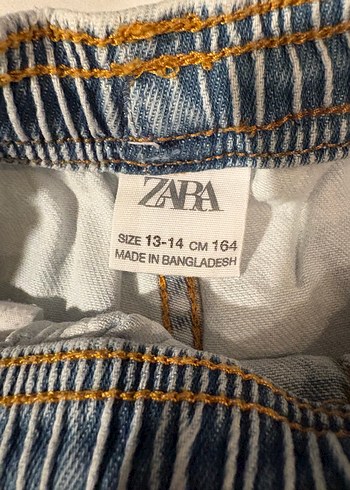 ZARA
SIZE 13-14 CM 164
MADE IN BANGLADESH